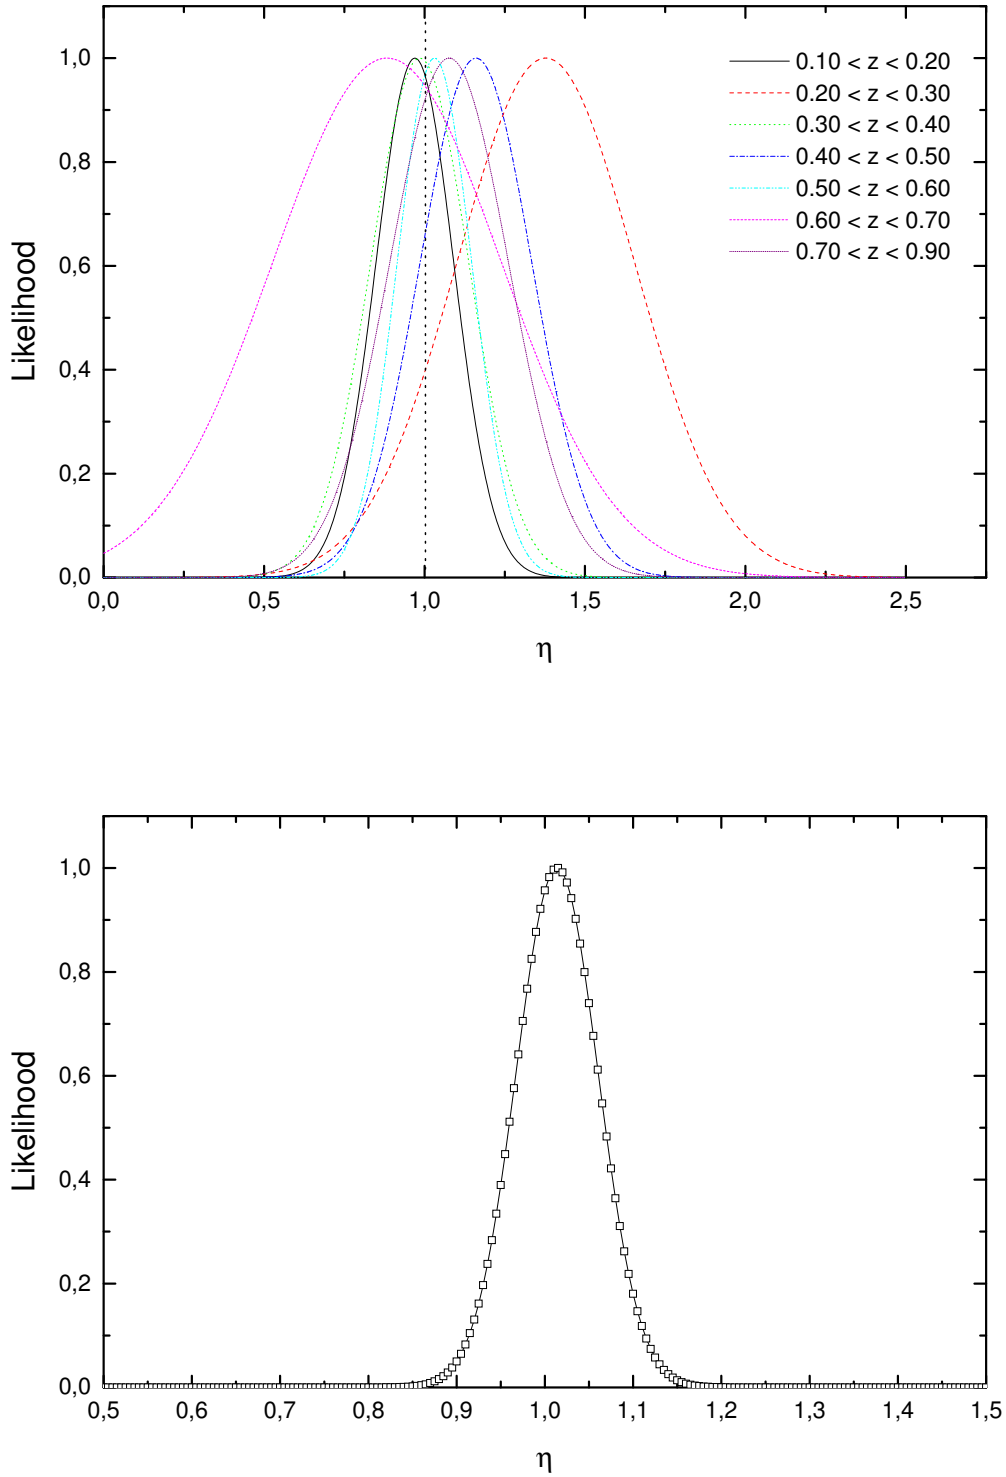 1,0
0,8
0,6
0,4
0,2
0,0
Likelihood
0.10 < z < 0.20
0.20 < z < 0.30
0.30 < z < 0.40
0.40 < z < 0.50
0.50 < z < 0.60
0.60 < z < 0.70
0.70 < z < 0.90
0,0 0,5 1,0 1,5 2,0 2,5
η
1,0
0,8
0,6
0,4
0,2
0,0
Likelihood
0,5 0,6 0,7 0,8 0,9 1,0 1,1 1,2 1,3 1,4 1,5
η